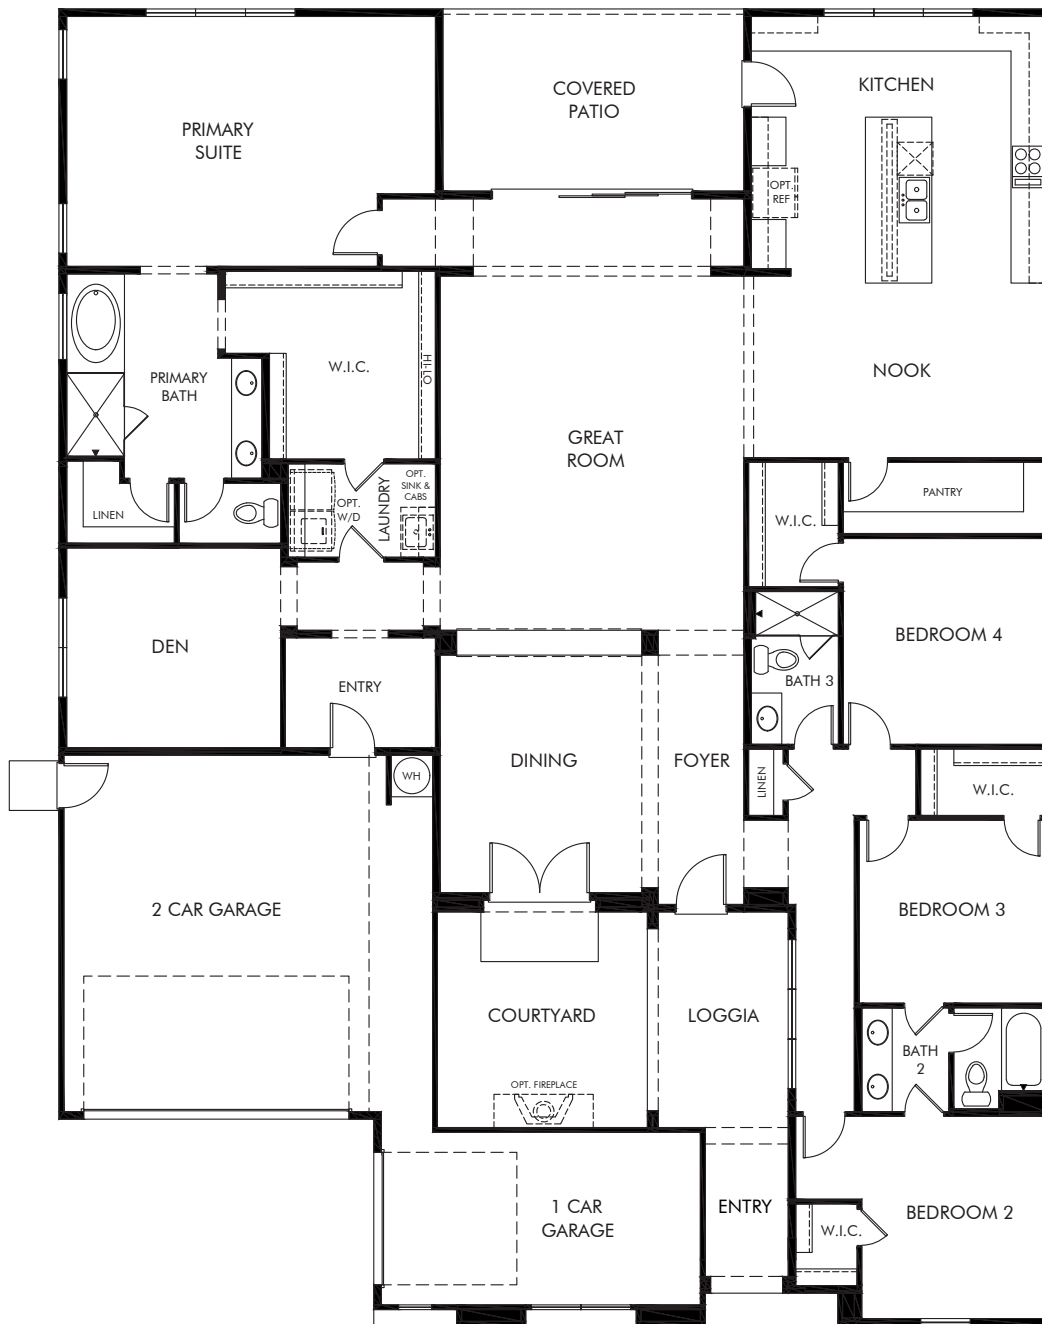 COVERED
PATIO
KITCHEN
PRIMARY
SUITE
OPT.
REF
W.I.C.
HI-LO
NOOK
PRIMARY
BATH
GREAT
ROOM
OPT.
SINK &
CABS
OPT.
W/D
LAUNDRY
LINEN
PANTRY
W.I.C.
DEN
BEDROOM 4
BATH 3
ENTRY
DINING
FOYER
WH
LINEN
W.I.C.
2 CAR GARAGE
BEDROOM 3
COURTYARD
LOGGIA
BATH
2
OPT. FIREPLACE
1 CAR
GARAGE
ENTRY
BEDROOM 2
W.I.C.